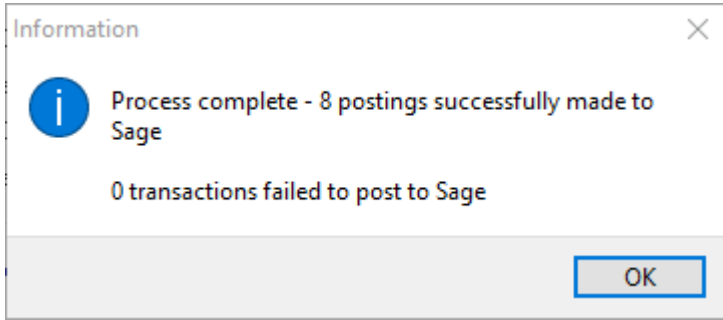 Information
Process complete - 8 postings successfully made to
Sage
0 transactions failed to post to Sage
OK